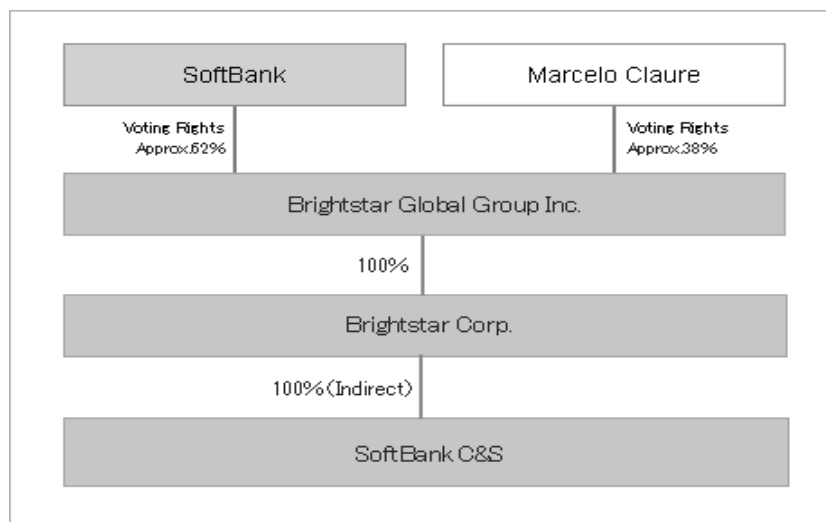 SoftBank
Marcelo Claure
Voting Rights
Approx.62%
Voting Rights
Approx.38%
Brightstar Global Group Inc.
100%
Brightstar Corp.
100%(Indirect)
SoftBank C&S